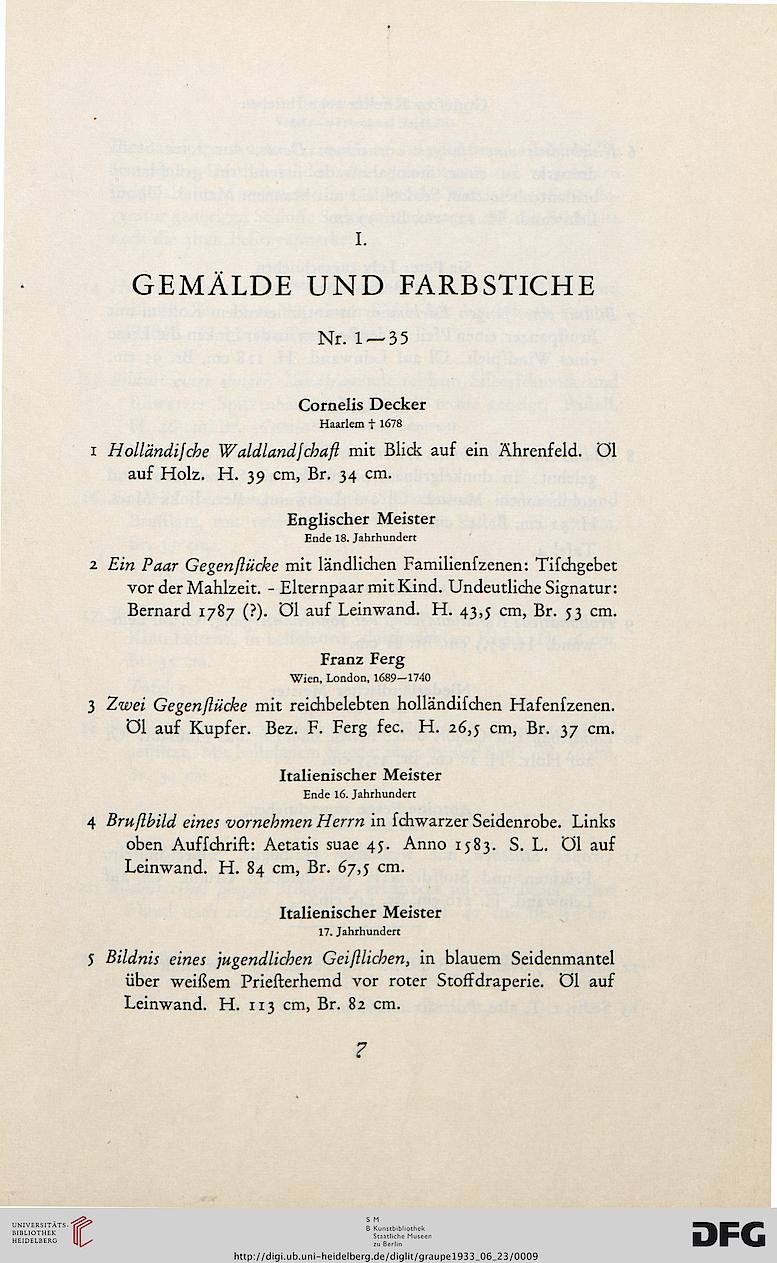 I.
GEMÄLDE UND FARBSTICHE
Nr. 1—35
Cornelis Decker
Haarlem † 1678
1 Holländiſche Waldlandſchaft mit Blick auf ein Ährenfeld. Öl
auf Holz. H. 39 cm, Br. 34 cm.
Englischer Meister
Ende 18. Jahrhundert
2 Ein Paar Gegenſtücke mit ländlichen Familienſzenen: Tiſchgebet
vor der Mahlzeit. - Elternpaar mit Kind. Undeutliche Signatur:
Bernard 1787 (?). Öl auf Leinwand. H. 43,5 cm, Br. 53 cm.
Franz Ferg
Wien, London, 1689—1740
3 Zwei Gegenſtücke mit reichbelebten holländiſchen Hafenſzenen.
Öl auf Kupfer. Bez. F. Ferg fec. H. 26,5 cm, Br. 37 cm.
Italienischer Meister
Ende 16. Jahrhundert
4 Bruſtbild eines vornehmen Herrn in ſchwarzer Seidenrobe. Links
oben Aufſchrift: Aetatis suae 45. Anno 1583. S. L. Öl auf
Leinwand. H. 84 cm, Br. 67,5 cm.
Italienischer Meister
17. Jahrhundert
5 Bildnis eines jugendlichen Geiſtlichen, in blauem Seidenmantel
über weißem Prieſterhemd vor roter Stoffdraperie. Öl auf
Leinwand. H. 113 cm, Br. 82 cm.
7
UNIVERSITÄTS-
BIBLIOTHEK
HEIDELBERG
S M
B Kunstbibliothek
Staatliche Museen
zu Berlin
DFG
http://digi.ub.uni-heidelberg.de/diglit/graupe1933_06_23/0009